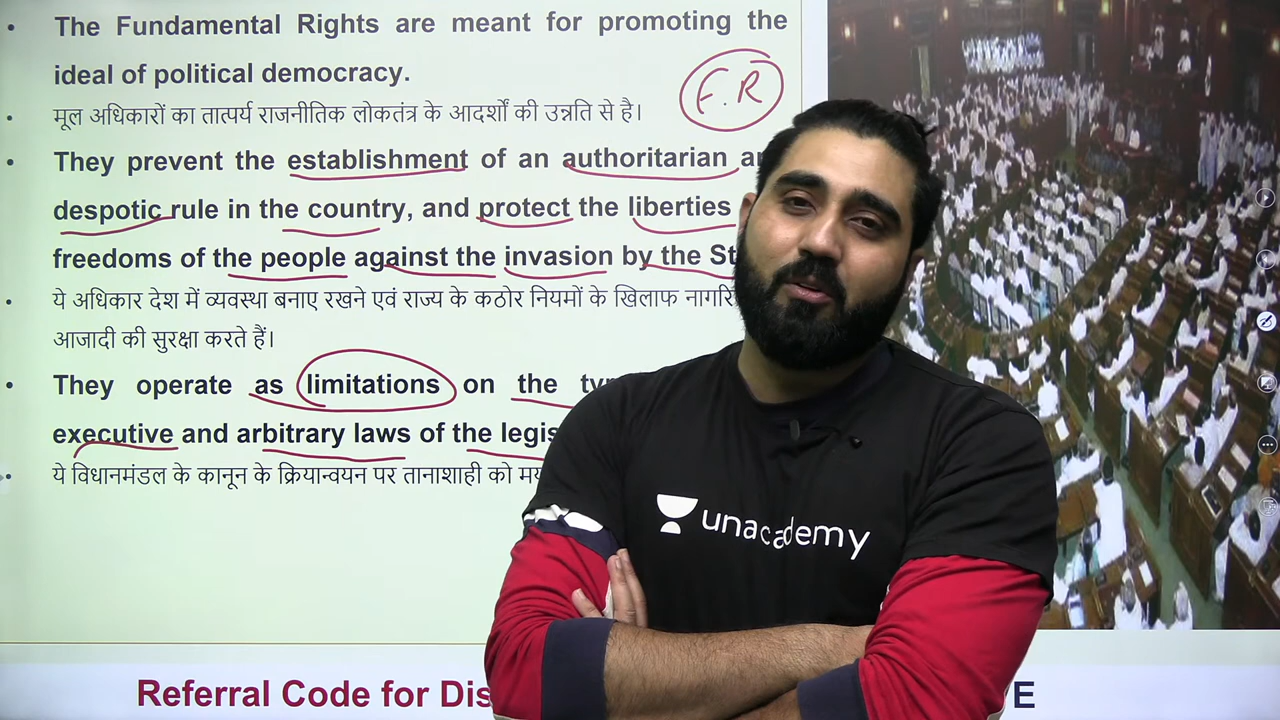 The Fundamental Rights are meant for promoting the
ideal of political democracy.
F.R
मूल अधिकारों का तात्पर्य राजनीतिक लोकतंत्र के आदर्शों की उन्नति से है।
They prevent the establishment of an authoritarian
despotic rule in the country, and protect the liberties
freedoms of the people against the invasion by the
ये अधिकार देश में व्यवस्था बनाए रखने एवं राज्य के कठोर नियमों के खिलाफ
आजादी की सुरक्षा करते हैं।
They operate as limitations on the
executive and arbitrary laws of the
ये विधानमंडल के कानून के क्रियान्वयन पर तानाशाही को
unacademy
Referral Code for